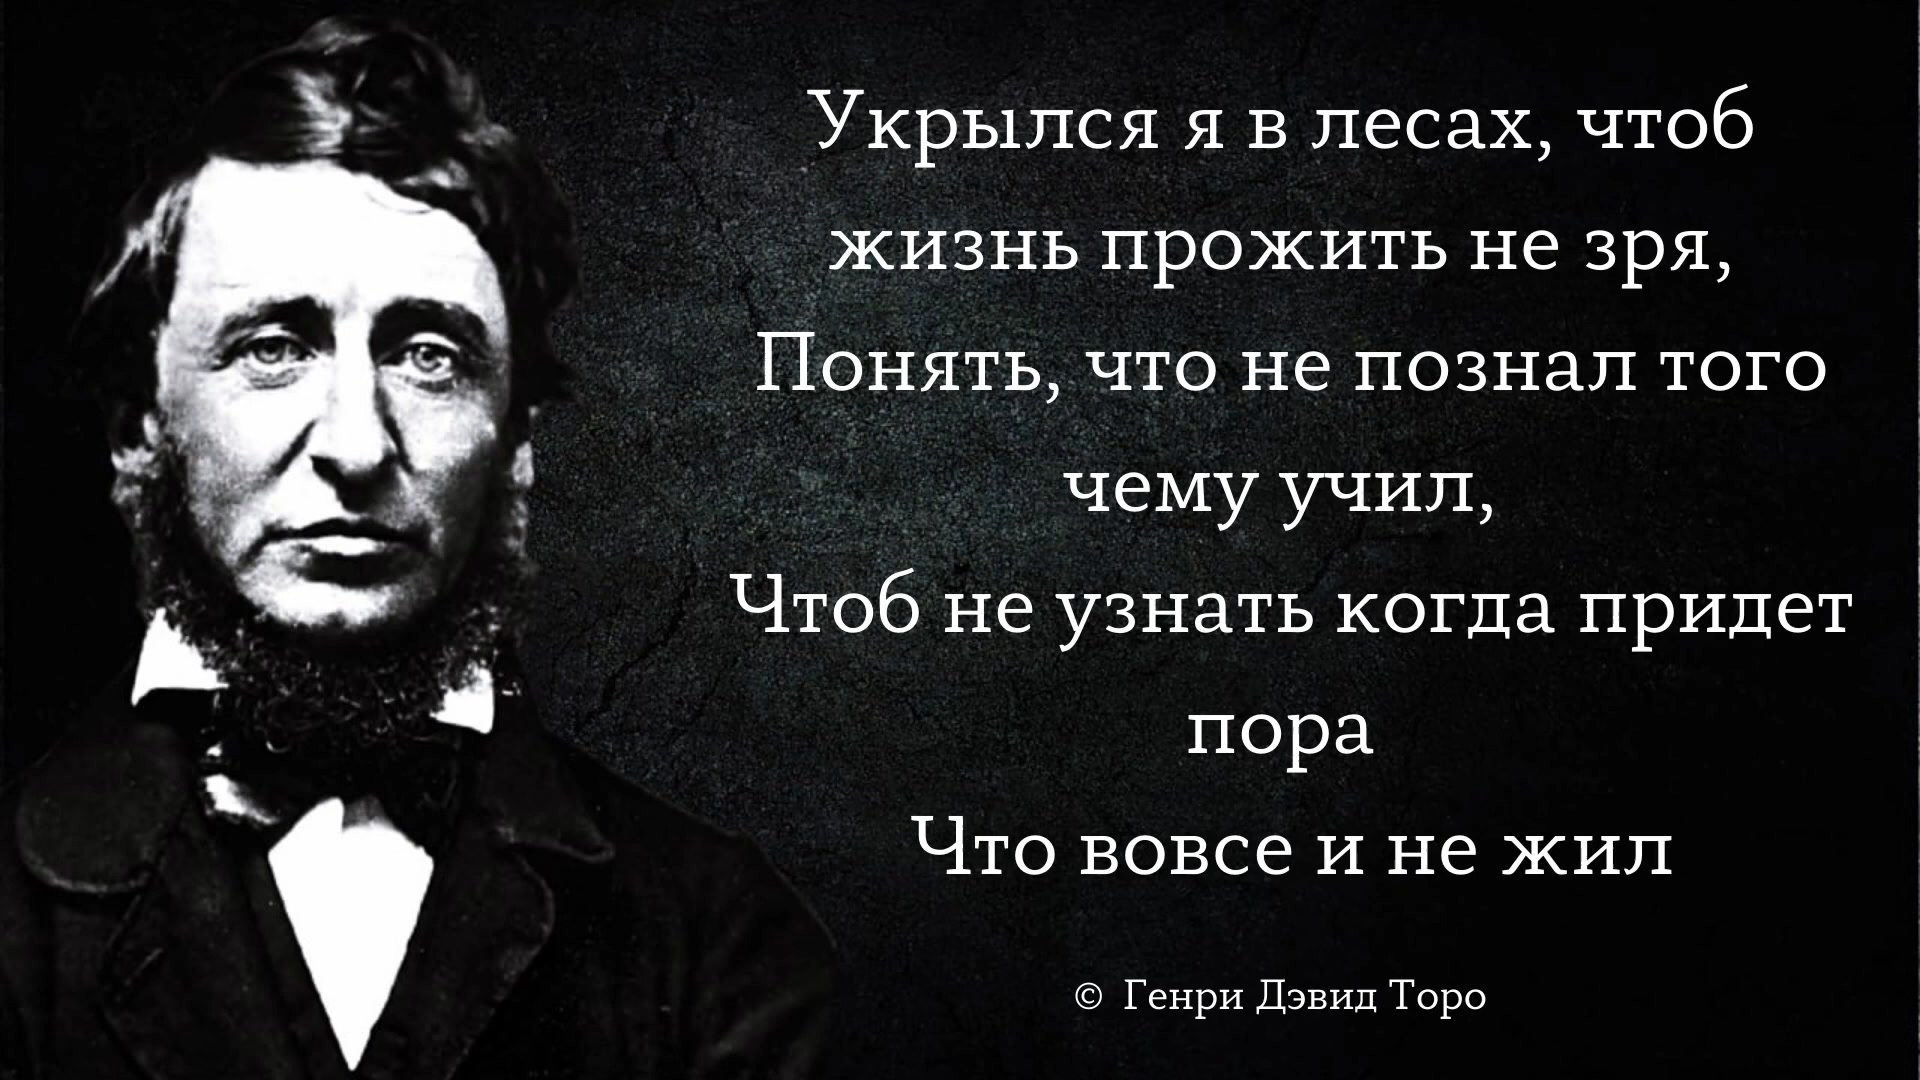 Укрылся я в лесах, чтоб
жизнь прожить не зря,
Понять, что не познал того
чему учил,
Чтоб не узнать когда придет
пора
Что вовсе и не жил
© Генри Дэвид Торо